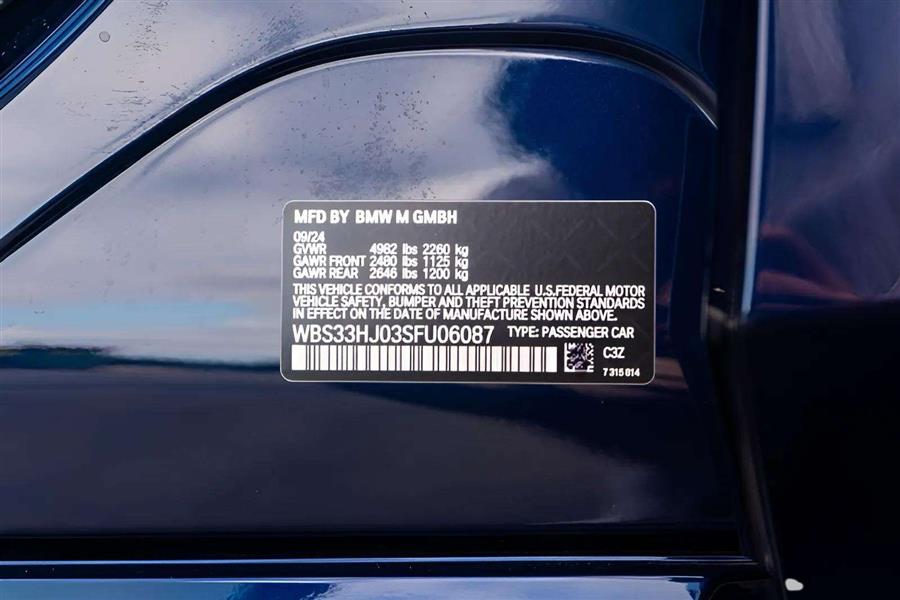 MFD BY BMW M GMBH
09/24
GVWR 4982 lbs 2260 kg
GAWR FRONT 2480 lbs 1125 kg
GAWR REAR 2646 lbs 1200 kg
THIS VEHICLE CONFORMS TO ALL APPLICABLE U.S.FEDERAL MOTOR
VEHICLE SAFETY, BUMPER AND THEFT PREVENTION STANDARDS
IN EFFECT ON THE DATE OF MANUFACTURE SHOWN ABOVE.
WBS33HJ03SFU06087 TYPE: PASSENGER CAR
C3Z
7 315 814